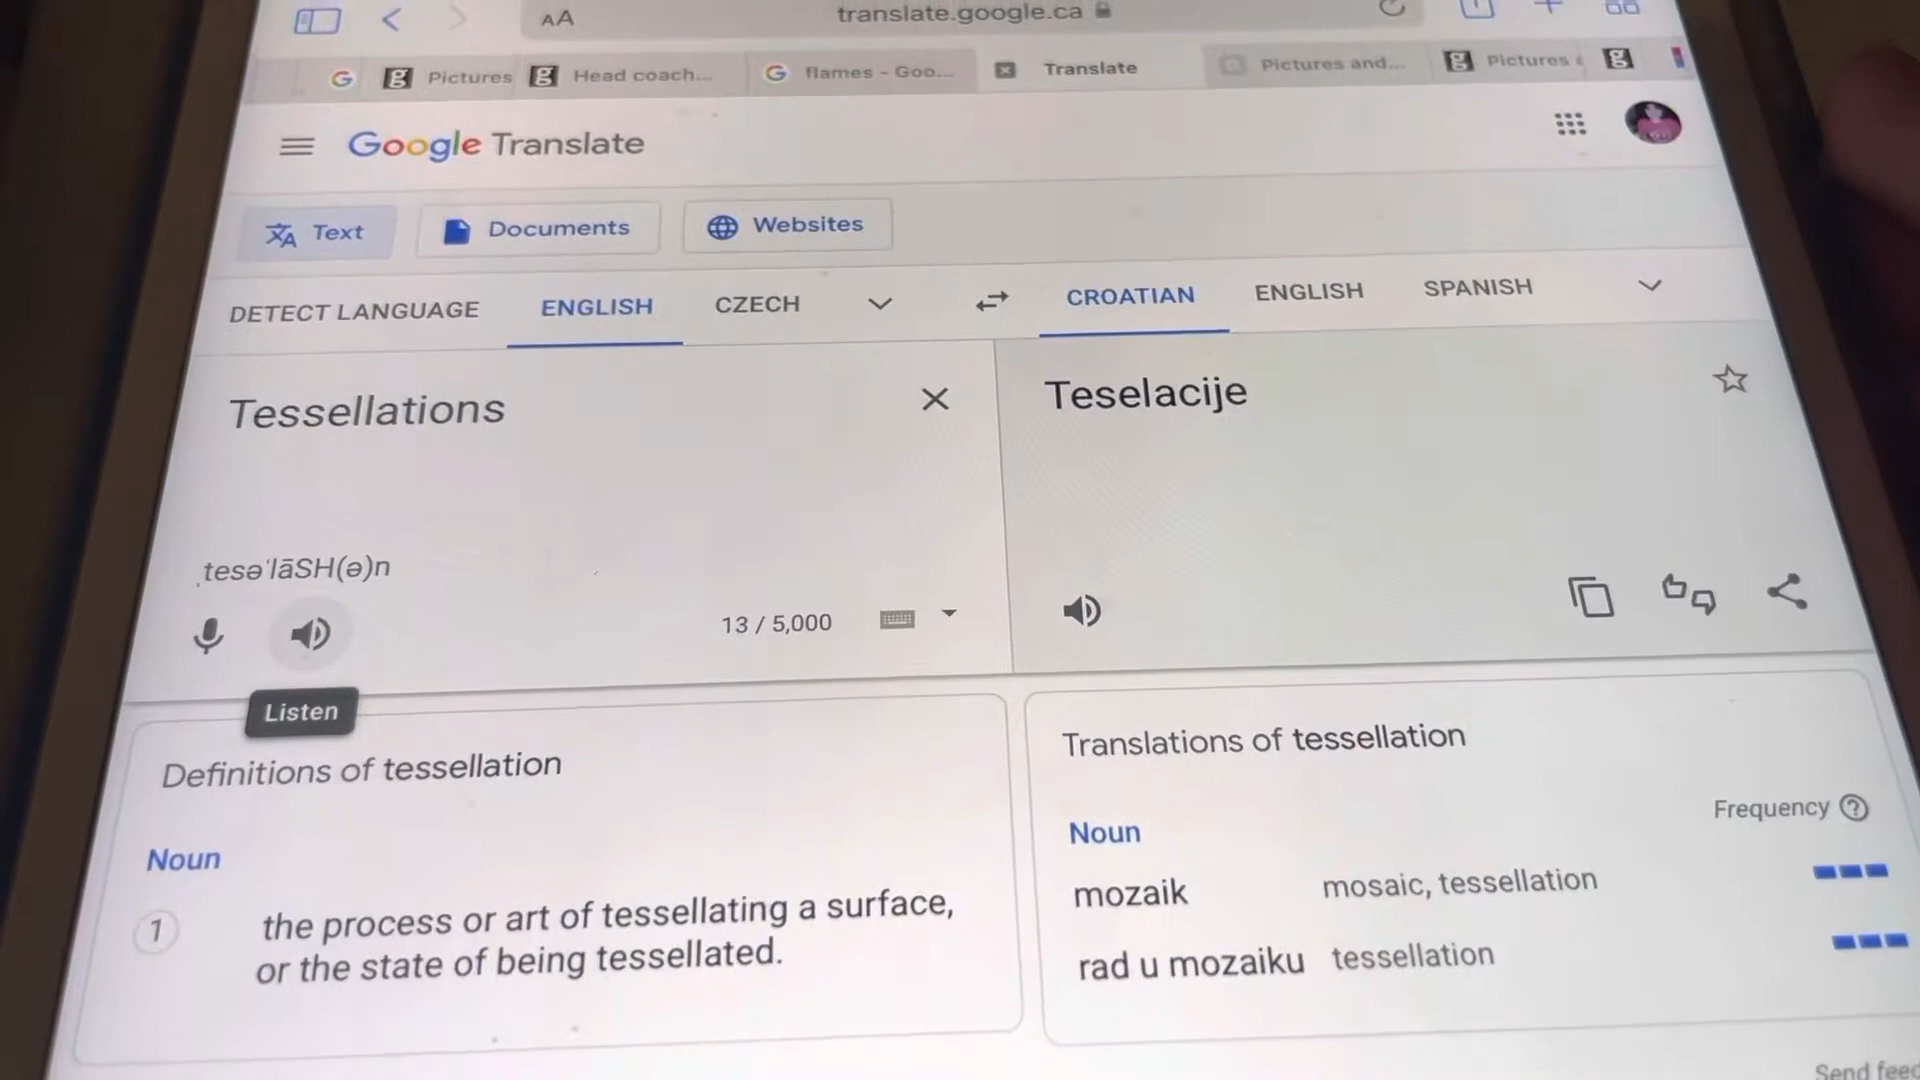 AA translate.google.ca
Pictures Head coach... flames - Goo... Translate Pictures and... Pictures
Google Translate
Text Documents Websites
DETECT LANGUAGE ENGLISH CZECH CROATIAN ENGLISH SPANISH
Tessellations
Teselacije
ˌtesəˈlāSH(ə)n
13 / 5,000
Listen
Definitions of tessellation
Noun
1 the process or art of tessellating a surface,
or the state of being tessellated.
Translations of tessellation
Frequency
Noun
mozaik mosaic, tessellation
rad u mozaiku tessellation
Send feed